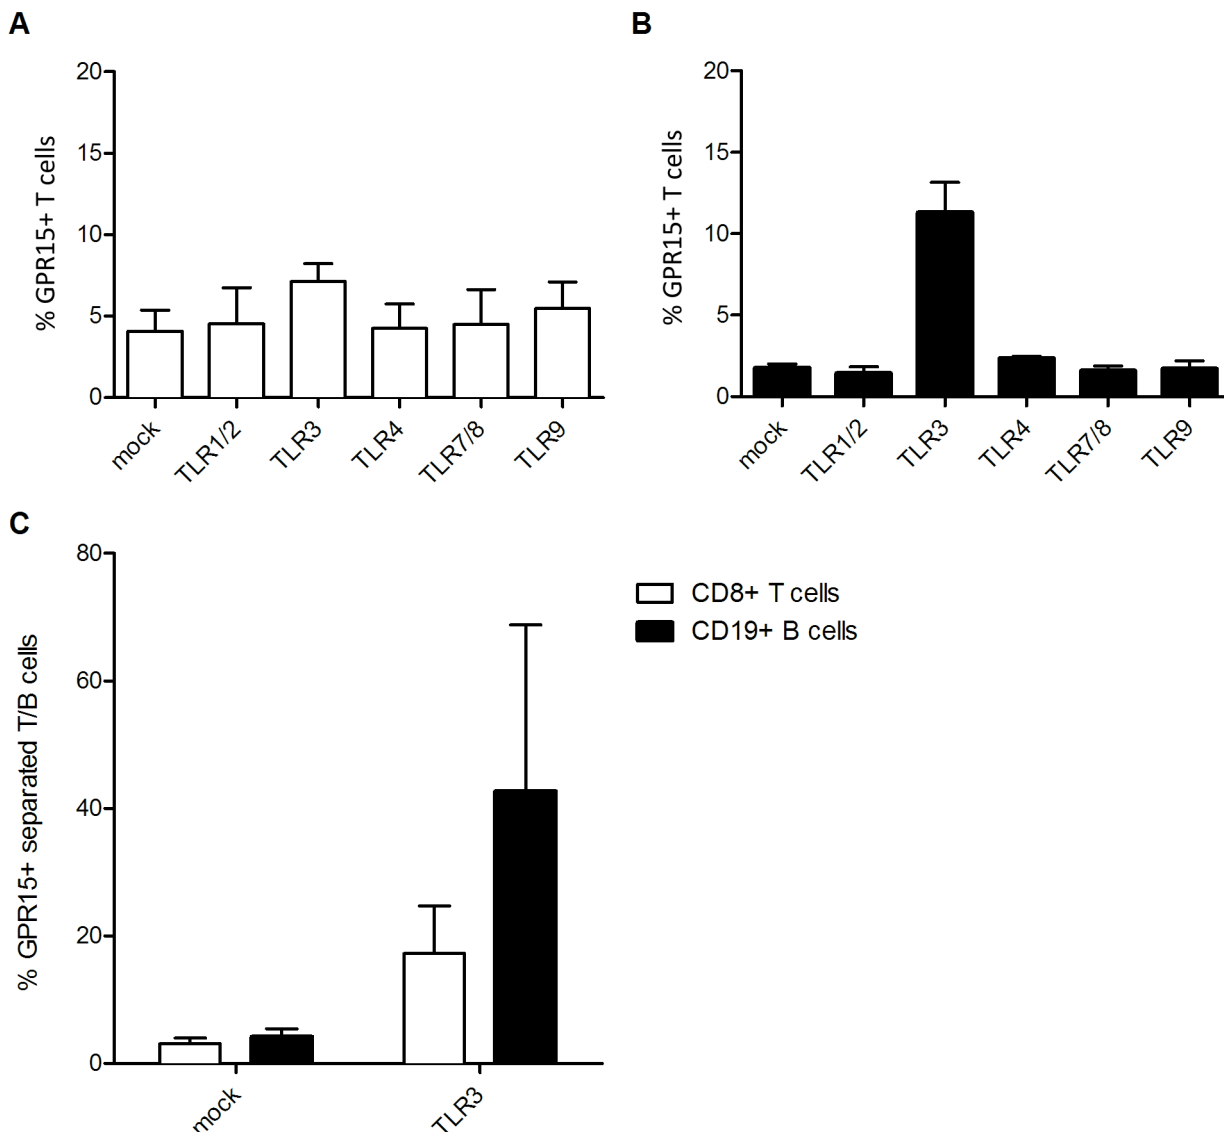 A
% GPR15+ T cells
20
15
10
5
0
mock
TLR1/2
TLR3
TLR4
TLR7/8
TLR9
B
% GPR15+ T cells
20
15
10
5
0
mock
TLR1/2
TLR3
TLR4
TLR7/8
TLR9
C
% GPR15+ separated T/B cells
80
60
40
20
0
mock
TLR3
CD8+ T cells
CD19+ B cells